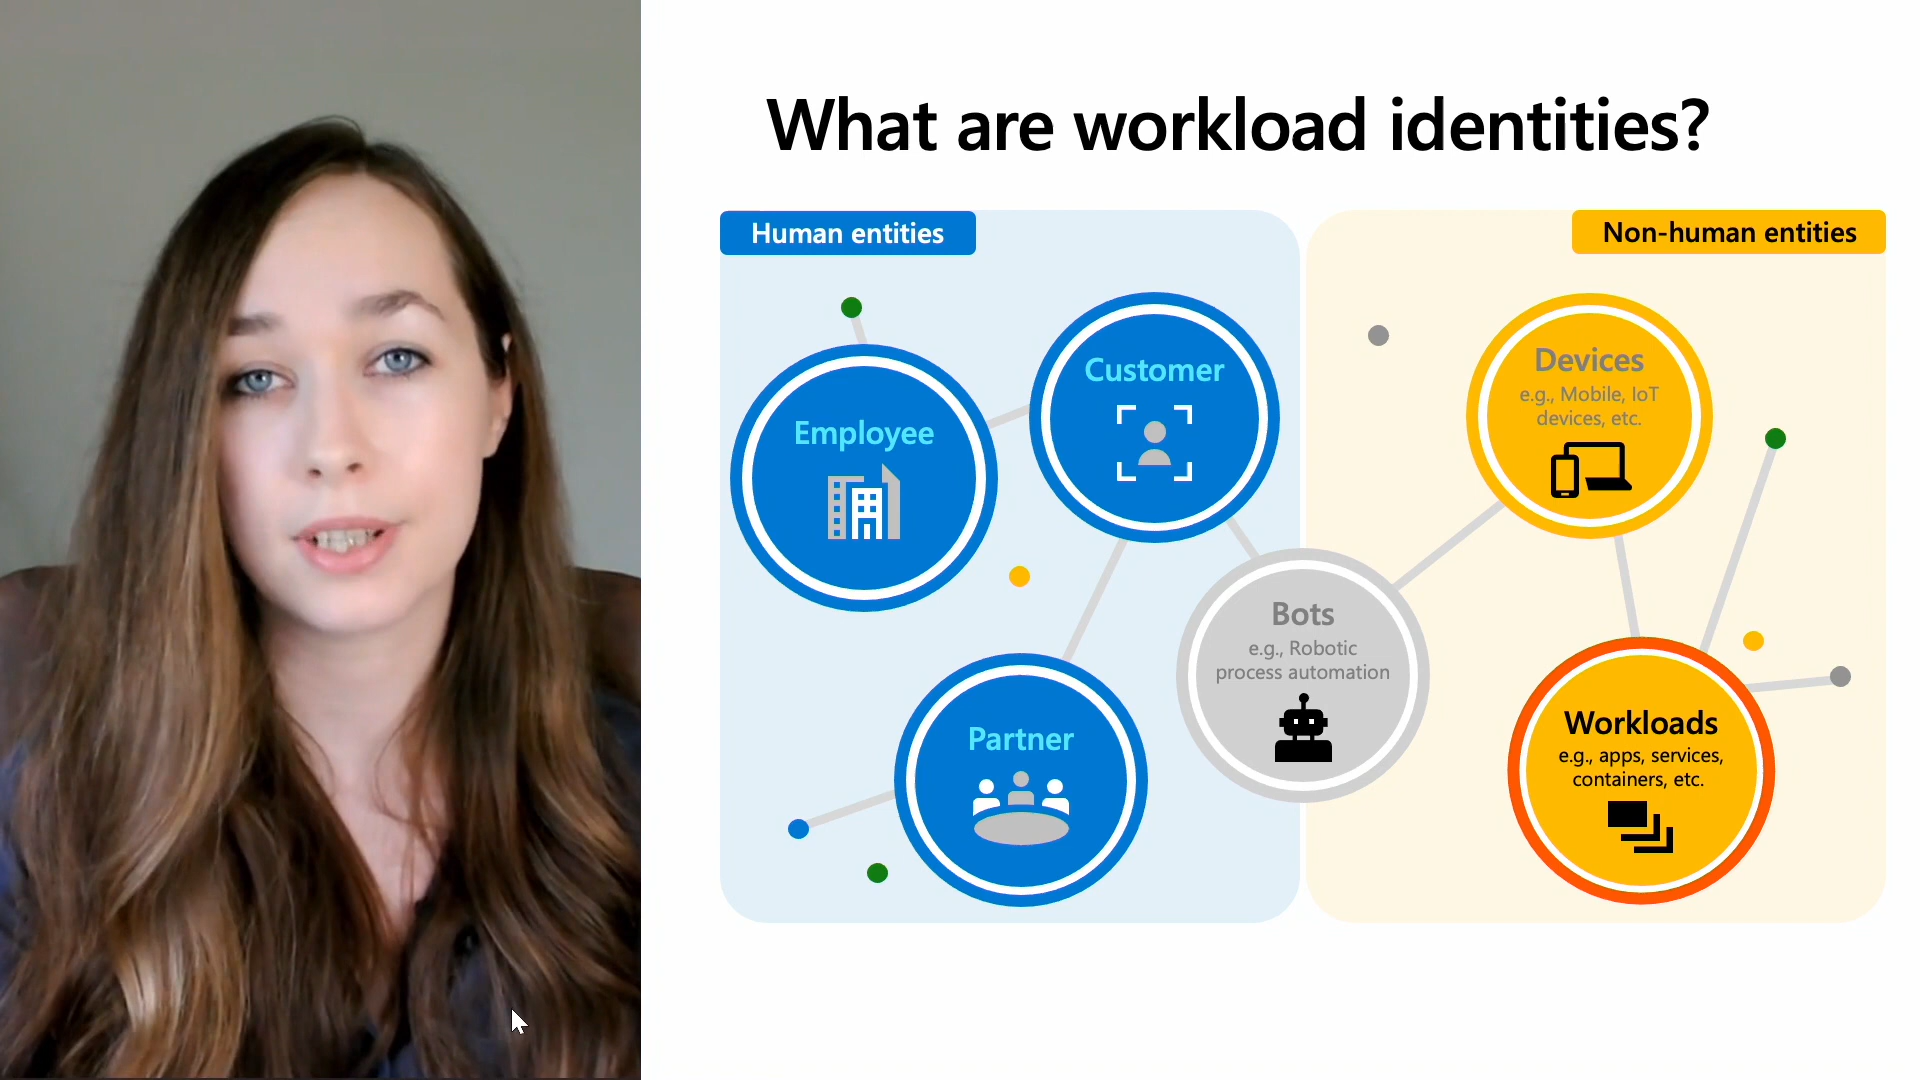 What are workload identities?
Human entities
Non-human entities
Employee
Customer
Partner
Bots
e.g., Robotic
process automation
Devices
e.g., Mobile, IoT
devices, etc.
Workloads
e.g., apps, services,
containers, etc.